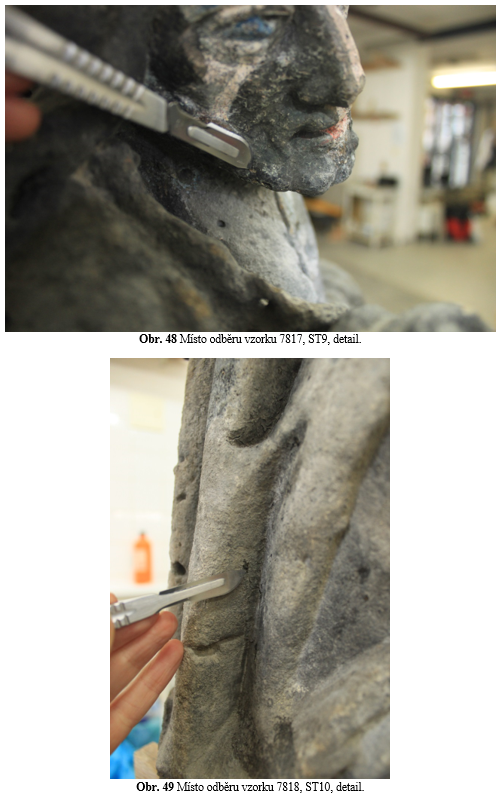 Obr. 48 Místo odběru vzorku 7817, ST9, detail.
Obr. 49 Místo odběru vzorku 7818, ST10, detail.